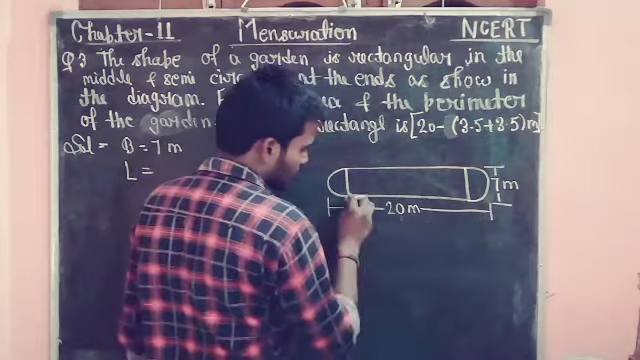 Chapter-11 Mensuration NCERT
Q3 The shape of a garden is rectangular in the
middle & semi circ at the ends as show in
the diagram. F ea & the perimeter
of the garden. rectangl is [20 - (3.5+3.5)m].
Sol = B = 7 m
L =
7 m
20 m